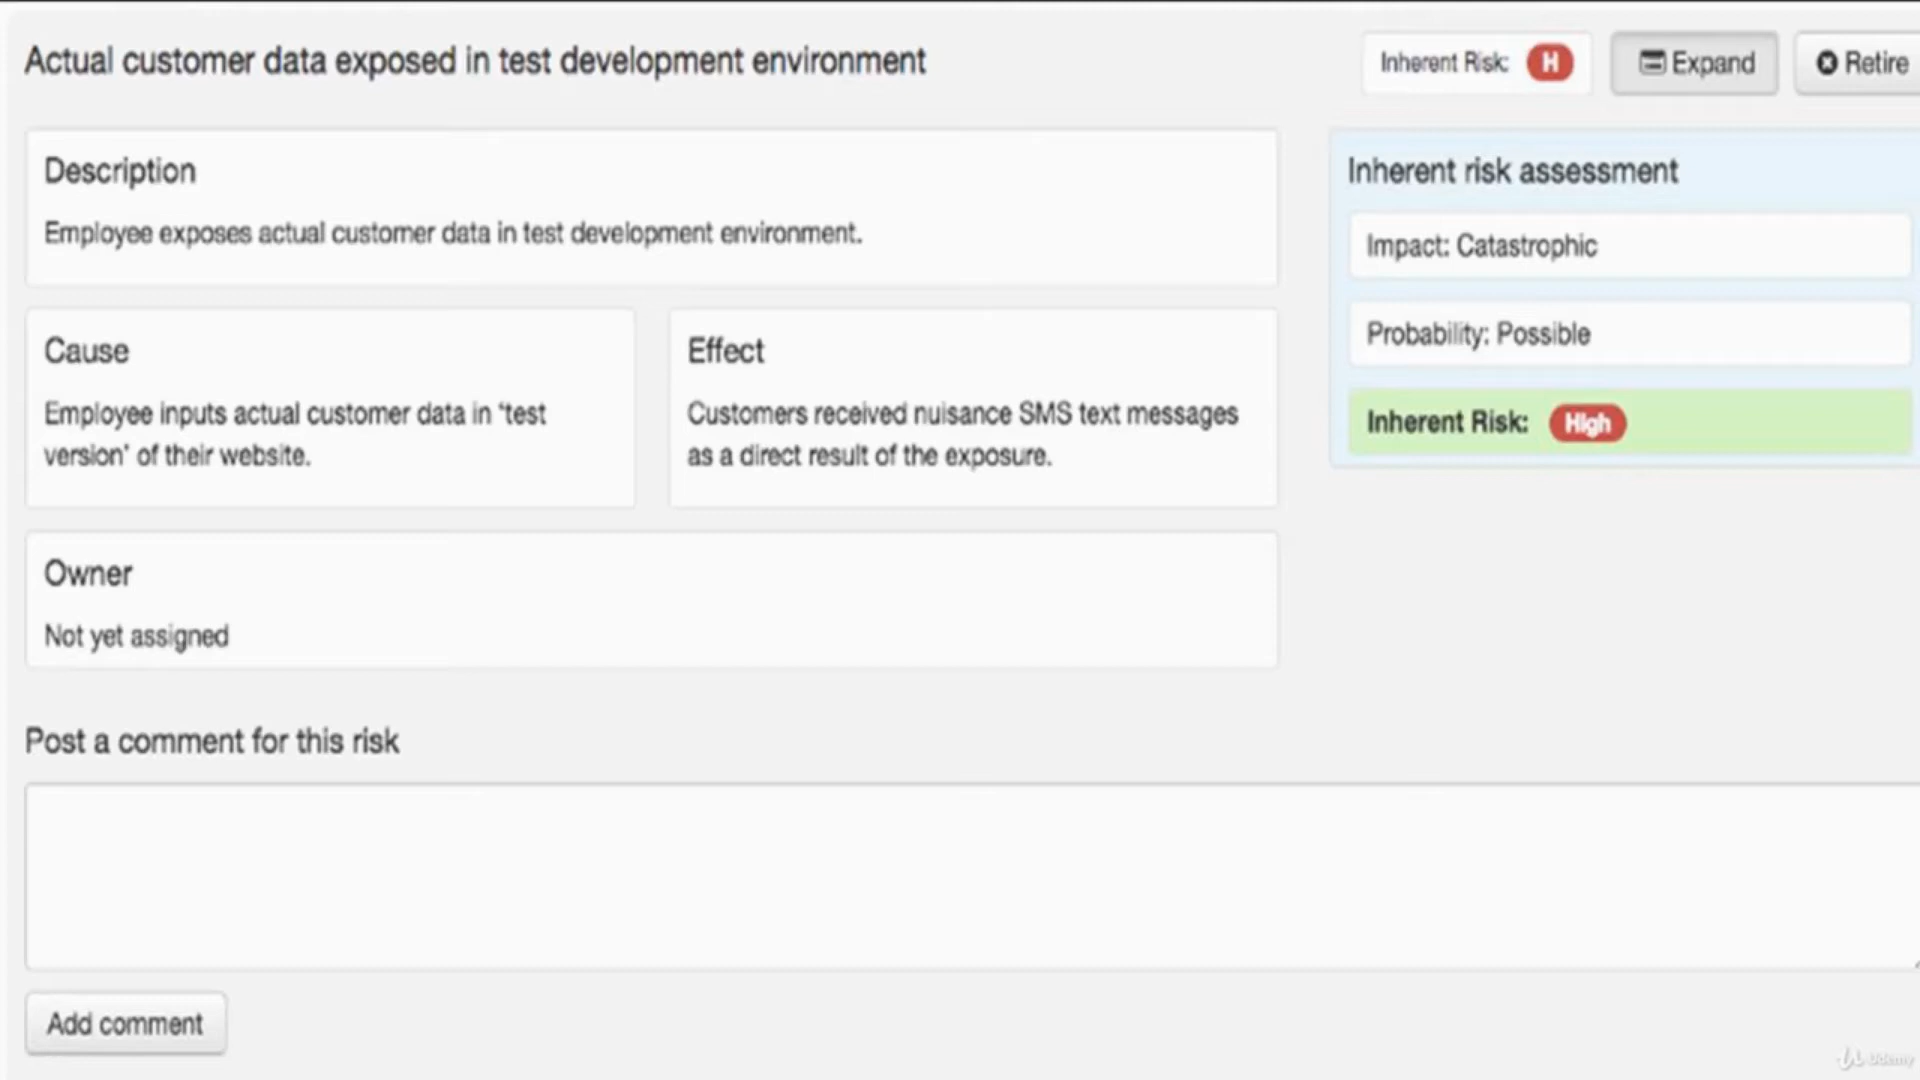 Actual customer data exposed in test development environment
Inherent Risk: H
Expand
Retire
Description
Employee exposes actual customer data in test development environment.
Cause
Employee inputs actual customer data in 'test
version' of their website.
Effect
Customers received nuisance SMS text messages
as a direct result of the exposure.
Owner
Not yet assigned
Inherent risk assessment
Impact: Catastrophic
Probability: Possible
Inherent Risk: High
Post a comment for this risk
Add comment
Udemy